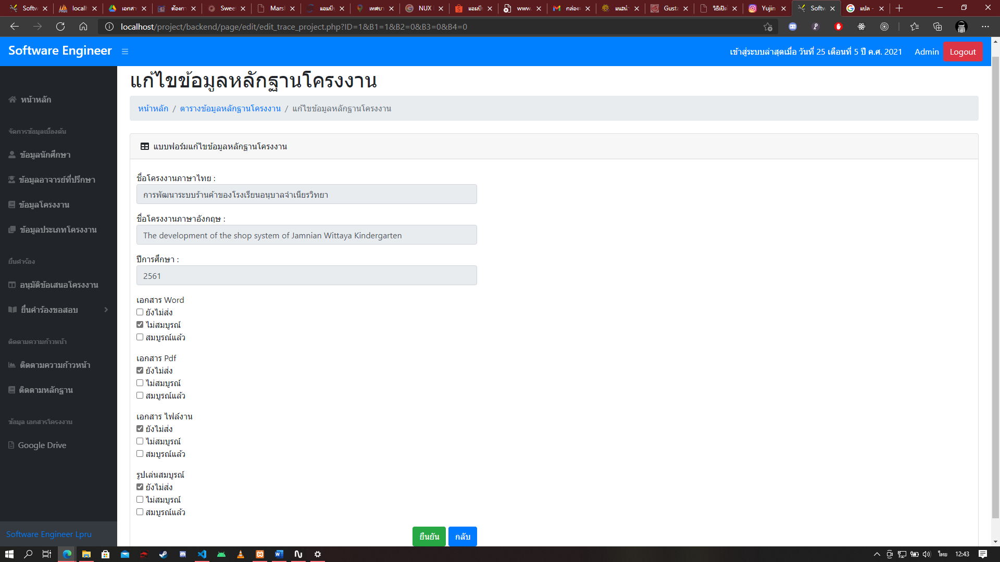 Softw
localh
เอกสา
ต้องกา
Swee
Marsl
แอมป์
เทศบา
NUX
แอมป์
www.
กล่องจ
แนะนำ
Gusta
วิธีเปิด
Yujin
Softw
แปล -
localhost/project/backend/page/edit/edit_trace_project.php?ID=1&B1=1&B2=0&B3=0&B4=0
Software Engineer
เข้าสู่ระบบล่าสุดเมื่อ วันที่ 25 เดือนที่ 5 ปี ค.ศ. 2021
Admin
Logout
หน้าหลัก
จัดการข้อมูลเบื้องต้น
ข้อมูลนักศึกษา
ข้อมูลอาจารย์ที่ปรึกษา
ข้อมูลโครงงาน
ข้อมูลประเภทโครงงาน
ยื่นคำร้อง
อนุมัติข้อเสนอโครงงาน
ยื่นคำร้องขอสอบ
ติดตามความก้าวหน้า
ติดตามความก้าวหน้า
ติดตามหลักฐาน
ข้อมูล เอกสารโครงงาน
Google Drive
Software Engineer Lpru
แก้ไขข้อมูลหลักฐานโครงงาน
หน้าหลัก / ตารางข้อมูลหลักฐานโครงงาน / แก้ไขข้อมูลหลักฐานโครงงาน
แบบฟอร์มแก้ไขข้อมูลหลักฐานโครงงาน
ชื่อโครงงานภาษาไทย :
การพัฒนาระบบร้านค้าของโรงเรียนอนุบาลจำเนียรวิทยา
ชื่อโครงงานภาษาอังกฤษ :
The development of the shop system of Jamnian Wittaya Kindergarten
ปีการศึกษา :
2561
เอกสาร Word
ยังไม่ส่ง
ไม่สมบูรณ์
สมบูรณ์แล้ว
เอกสาร Pdf
ยังไม่ส่ง
ไม่สมบูรณ์
สมบูรณ์แล้ว
เอกสาร ไฟล์งาน
ยังไม่ส่ง
ไม่สมบูรณ์
สมบูรณ์แล้ว
รูปเล่มสมบูรณ์
ยังไม่ส่ง
ไม่สมบูรณ์
สมบูรณ์แล้ว
ยืนยัน
กลับ
ไทย
12:43